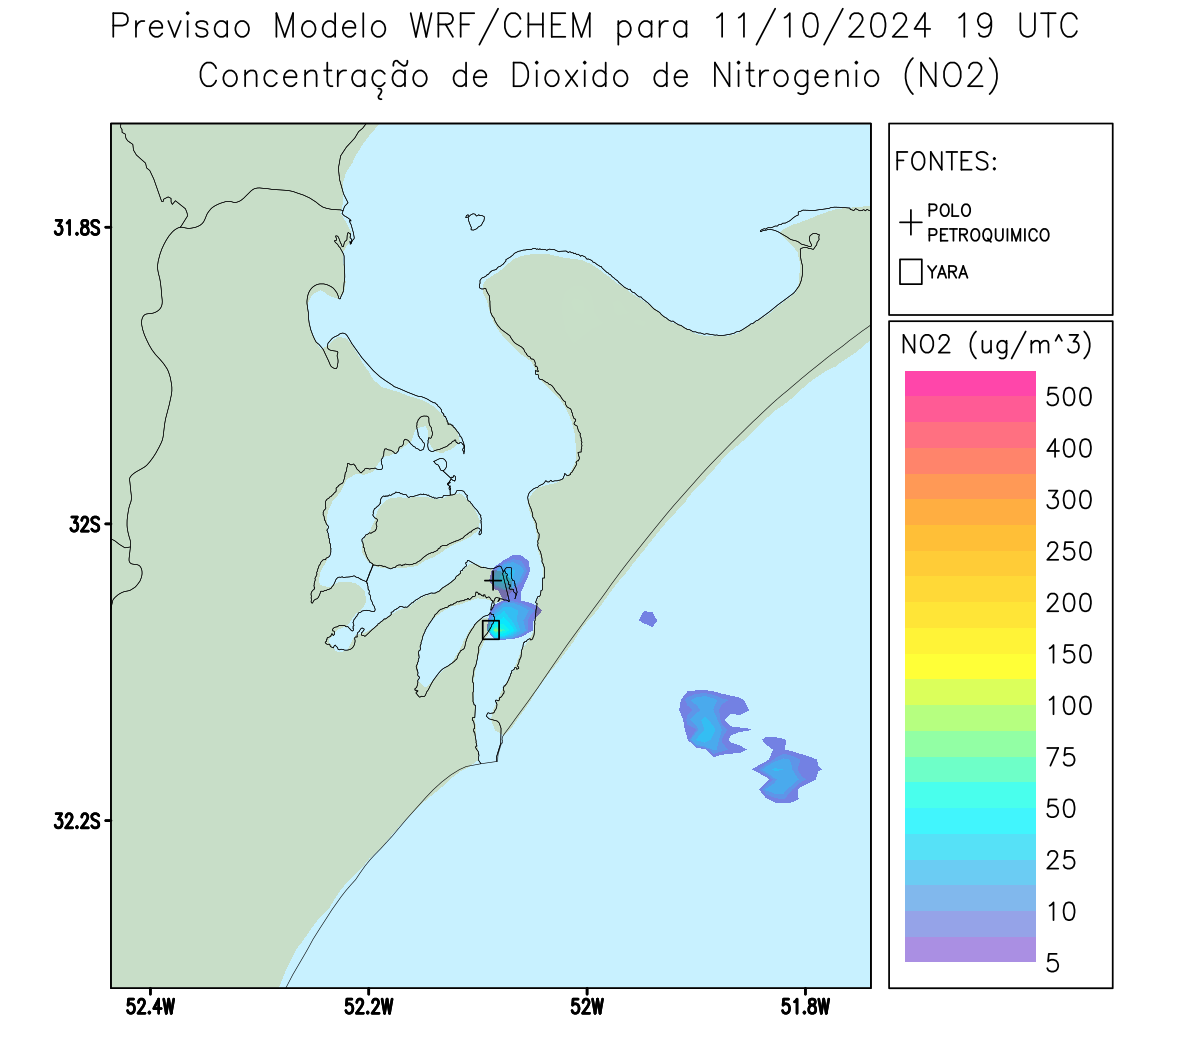 Previsao Modelo WRF/CHEM para 11/10/2024 19 UTC
Concentração de Dioxido de Nitrogenio (NO2)
FONTES:
POLO
PETROQUIMICO
YARA
NO2 (ug/m^3)
500
400
300
250
200
150
100
75
50
25
10
5
31.8S
32S
32.2S
52.4W
52.2W
52W
51.8W